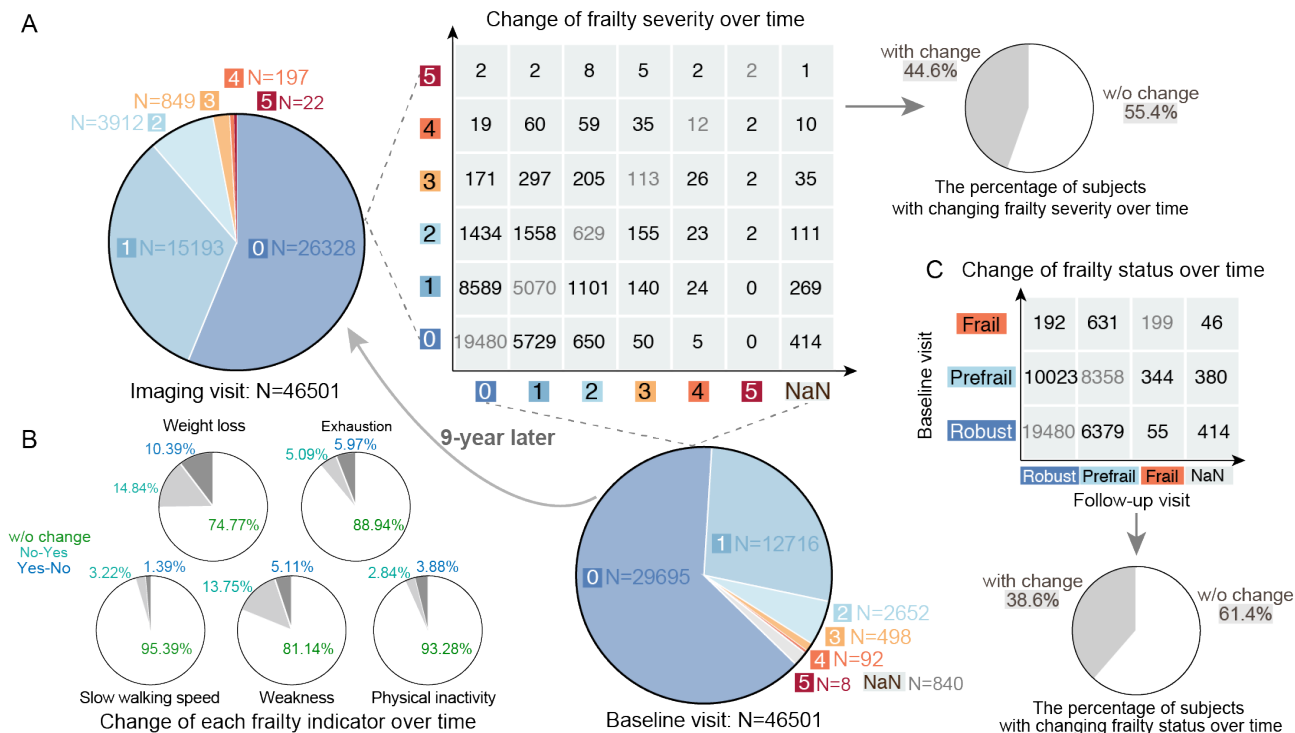 A
Change of frailty severity over time
4 N=197
N=849 3
5 N=22
N=3912 2
1 N=15193
0 N=26328
Imaging visit: N=46501
5 2 2 8 5 2 2 1
4 19 60 59 35 12 2 10
3 171 297 205 113 26 2 35
2 1434 1558 629 155 23 2 111
1 8589 5070 1101 140 24 0 269
0 19480 5729 650 50 5 0 414
0 1 2 3 4 5 NaN
with change
44.6%
w/o change
55.4%
The percentage of subjects
with changing frailty severity over time
9-year later
0 N=29695
1 N=12716
2 N=2652
3 N=498
4 N=92
5 N=8 NaN N=840
Baseline visit: N=46501
B
Weight loss
10.39%
14.84%
74.77%
Exhaustion
5.97%
5.09%
88.94%
w/o change
No-Yes
Yes-No
3.22%
1.39%
95.39%
Slow walking speed
5.11%
13.75%
81.14%
Weakness
2.84%
3.88%
93.28%
Physical inactivity
Change of each frailty indicator over time
C
Change of frailty status over time
Baseline visit
Frail 192 631 199 46
Prefrail 10023 8358 344 380
Robust 19480 6379 55 414
Robust Prefrail Frail NaN
Follow-up visit
with change
38.6%
w/o change
61.4%
The percentage of subjects
with changing frailty status over time